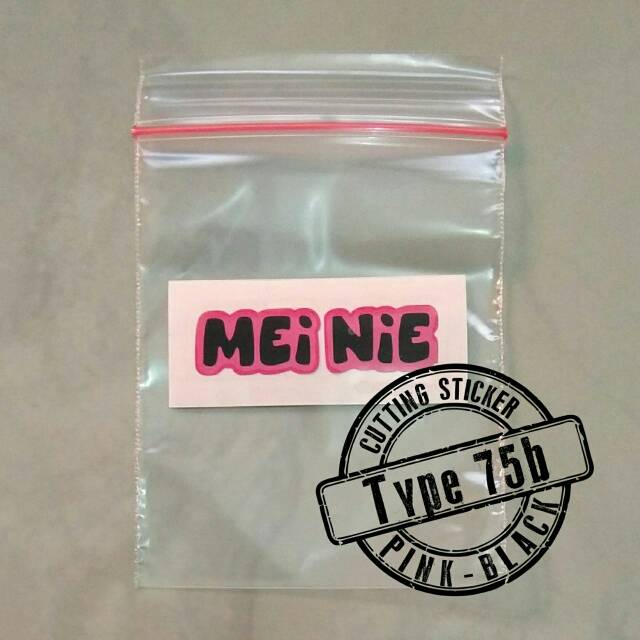 MEi NiE
CUTTING STICKER
Type 75b
PINK-BLACK